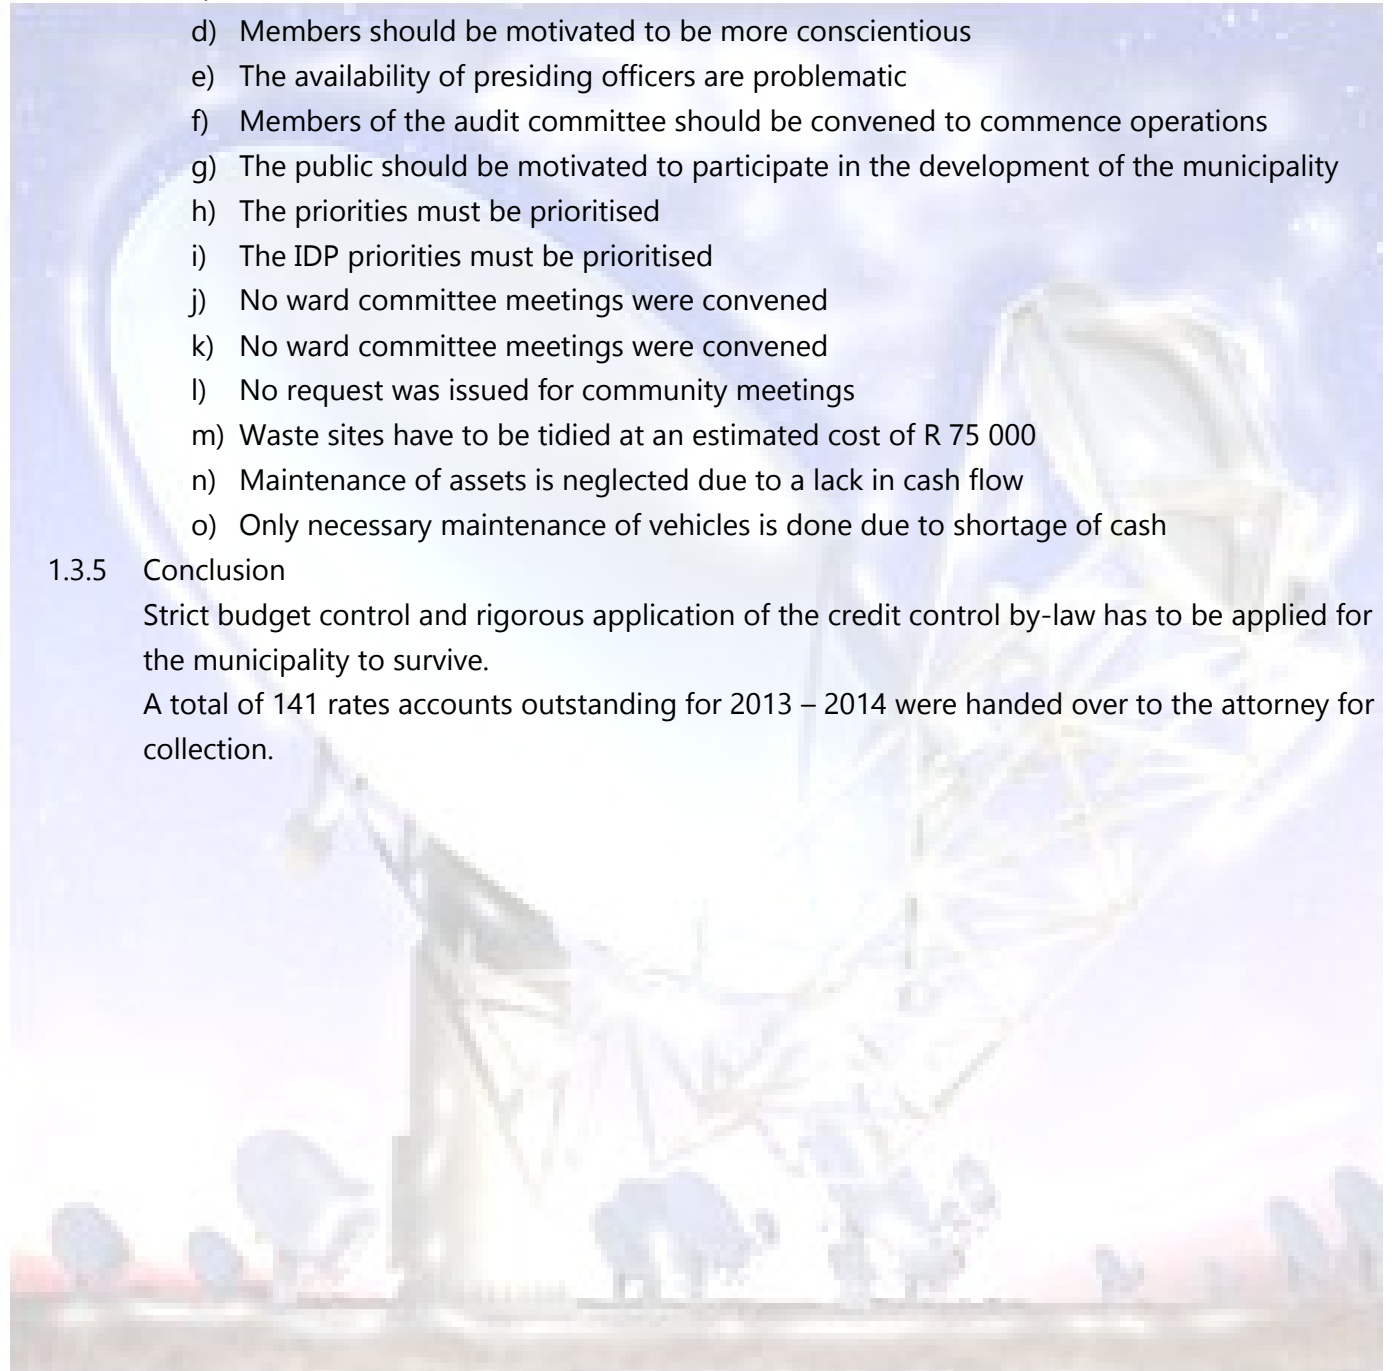 d) Members should be motivated to be more conscientious
e) The availability of presiding officers are problematic
f) Members of the audit committee should be convened to commence operations
g) The public should be motivated to participate in the development of the municipality
h) The priorities must be prioritised
i) The IDP priorities must be prioritised
j) No ward committee meetings were convened
k) No ward committee meetings were convened
l) No request was issued for community meetings
m) Waste sites have to be tidied at an estimated cost of R 75 000
n) Maintenance of assets is neglected due to a lack in cash flow
o) Only necessary maintenance of vehicles is done due to shortage of cash
1.3.5 Conclusion
Strict budget control and rigorous application of the credit control by-law has to be applied for
the municipality to survive.
A total of 141 rates accounts outstanding for 2013 – 2014 were handed over to the attorney for
collection.